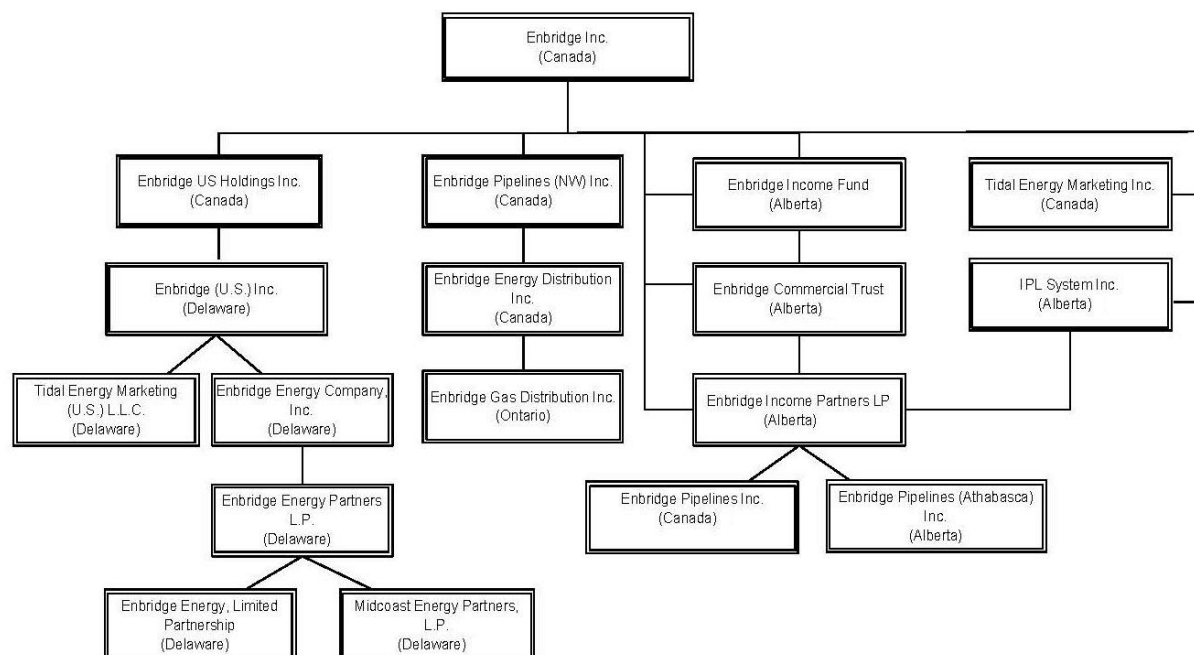 Enbridge Inc.
(Canada)
Enbridge US Holdings Inc.
(Canada)
Enbridge Pipelines (NW) Inc.
(Canada)
Enbridge Income Fund
(Alberta)
Tidal Energy Marketing Inc.
(Canada)
Enbridge (U.S.) Inc.
(Delaware)
Enbridge Energy Distribution
Inc.
(Canada)
Enbridge Commercial Trust
(Alberta)
IPL System Inc.
(Alberta)
Tidal Energy Marketing
(U.S.) L.L.C.
(Delaware)
Enbridge Energy Company,
Inc.
(Delaware)
Enbridge Gas Distribution Inc.
(Ontario)
Enbridge Income Partners LP
(Alberta)
Enbridge Energy Partners
L.P.
(Delaware)
Enbridge Pipelines Inc.
(Canada)
Enbridge Pipelines (Athabasca)
Inc.
(Alberta)
Enbridge Energy, Limited
Partnership
(Delaware)
Midcoast Energy Partners,
L.P.
(Delaware)